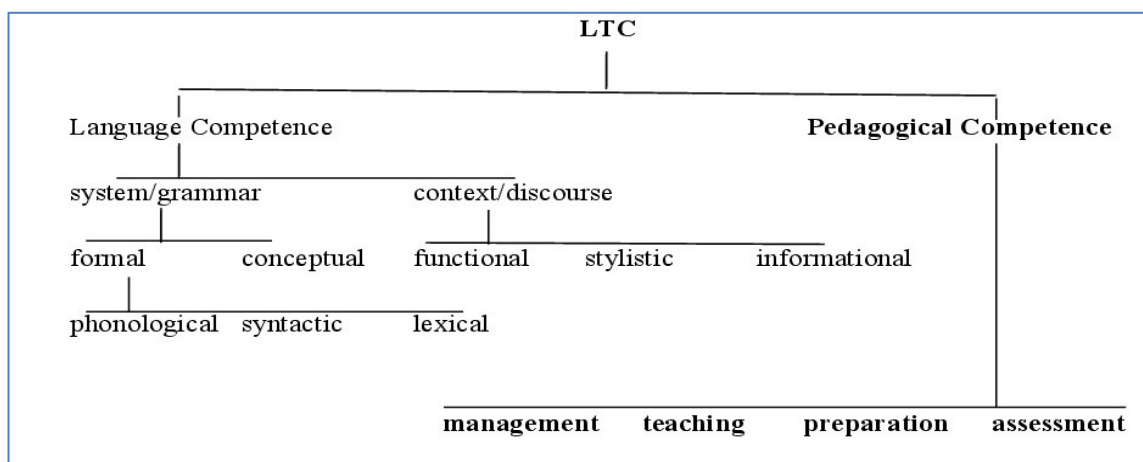 LTC
Language Competence Pedagogical Competence
system/grammar context/discourse
formal conceptual functional stylistic informational
phonological syntactic lexical
management teaching preparation assessment